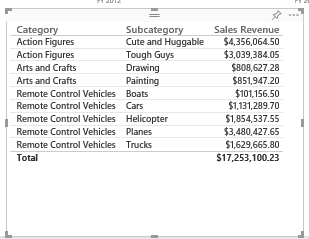 FY 2012
Category Subcategory Sales Revenue
Action Figures Cute and Huggable $4,356,064.50
Action Figures Tough Guys $3,039,384.05
Arts and Crafts Drawing $808,627.28
Arts and Crafts Painting $851,947.20
Remote Control Vehicles Boats $101,156.50
Remote Control Vehicles Cars $1,131,289.70
Remote Control Vehicles Helicopter $1,854,537.55
Remote Control Vehicles Planes $3,480,427.65
Remote Control Vehicles Trucks $1,629,665.80
Total $17,253,100.23